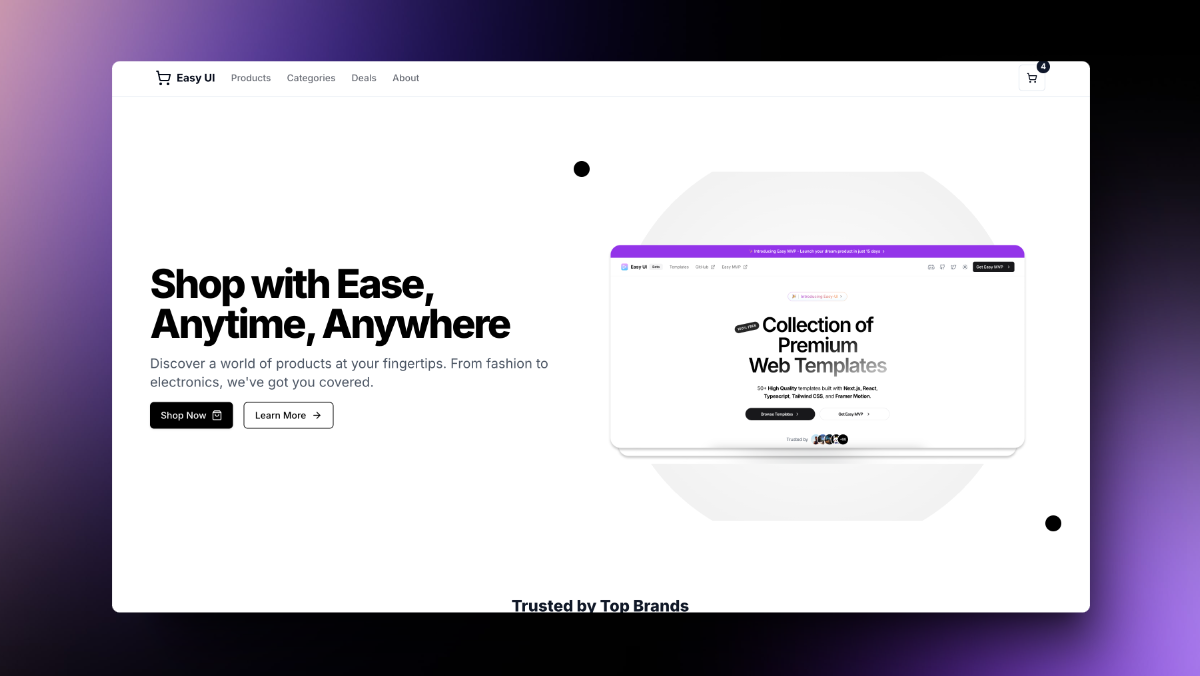 Easy UI Products Categories Deals About
4
Shop with Ease,
Anytime, Anywhere
Discover a world of products at your fingertips. From fashion to
electronics, we've got you covered.
Shop Now
Learn More
Introducing Easy MVP - Launch your dream product in just 15 days
Easy UI Beta Templates GitHub Easy MVP
Get Easy MVP
Introducing Easy UI
100% FREE
Collection of
Premium
Web Templates
50+ High Quality templates built with Next.js, React,
Typescript, Tailwind CSS, and Framer Motion.
Browse Templates
Get Easy MVP
Trusted by
Trusted by Top Brands